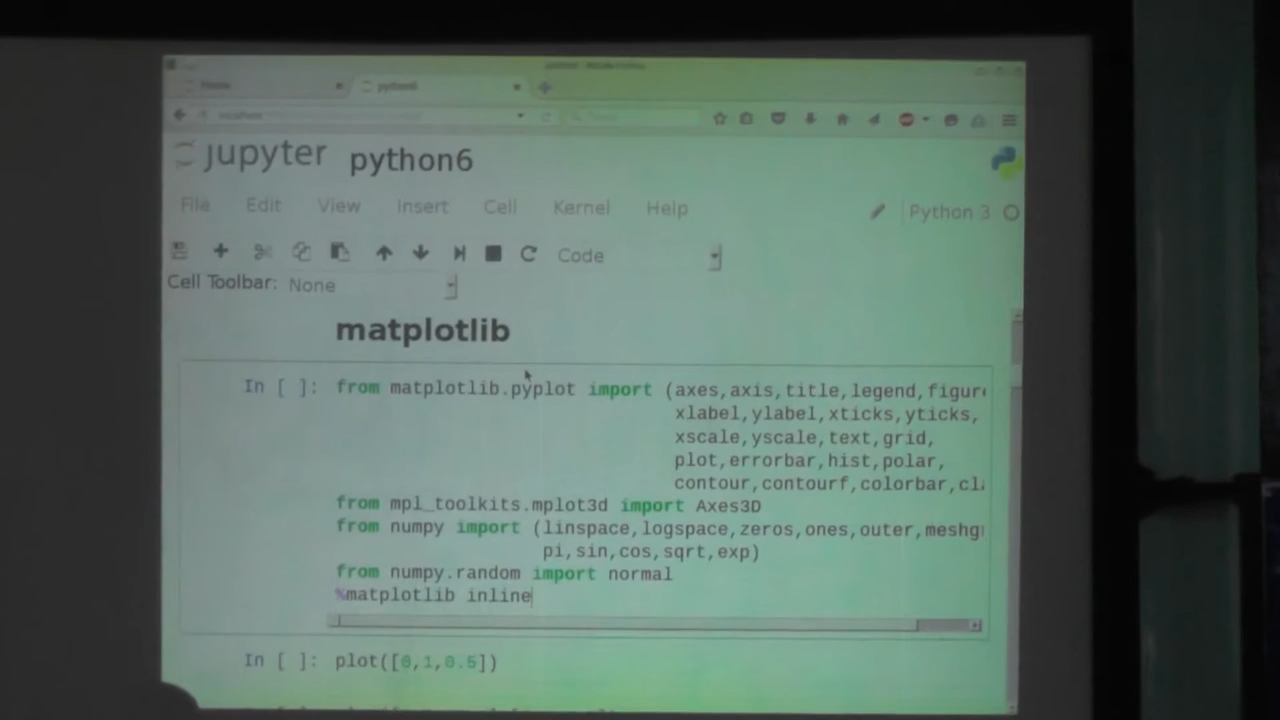 python6
jupyter python6
File Edit View Insert Cell Kernel Help
Python 3
Code
Cell Toolbar: None
matplotlib
In [ ]: from matplotlib.pyplot import (axes,axis,title,legend,figure
xlabel,ylabel,xticks,yticks,
xscale,yscale,text,grid,
plot,errorbar,hist,polar,
contour,contourf,colorbar,cl
from mpl_toolkits.mplot3d import Axes3D
from numpy import (linspace,logspace,zeros,ones,outer,meshg
pi,sin,cos,sqrt,exp)
from numpy.random import normal
%matplotlib inline
In [ ]: plot([0,1,0.5])